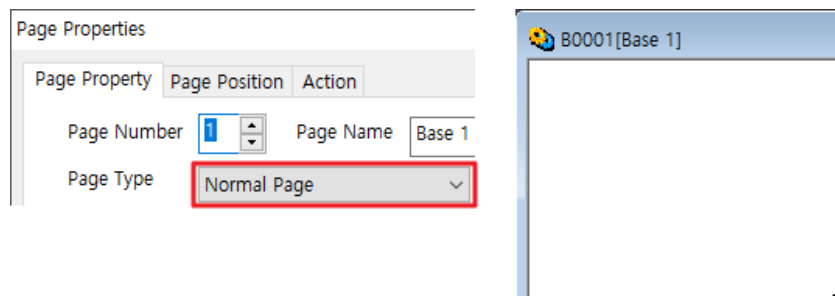 Page Properties
Page Property Page Position Action
Page Number 1 Page Name Base 1
Page Type Normal Page
B0001[Base 1]